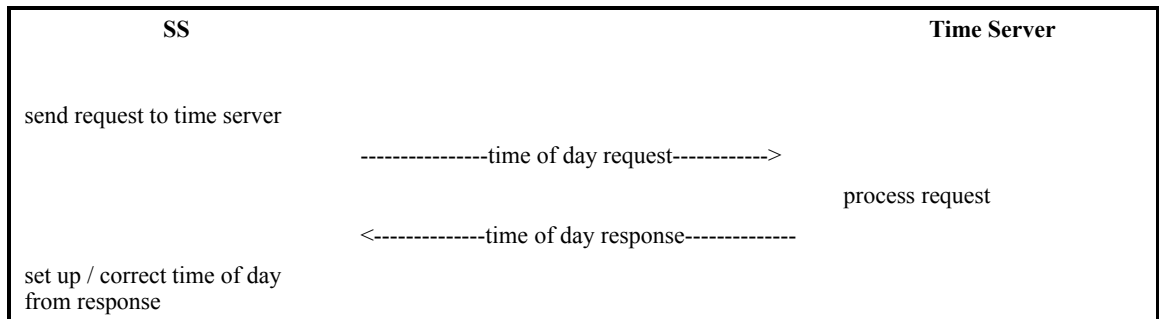 SS Time Server
send request to time server
----------------time of day request------------>
process request
<--------------time of day response--------------
set up / correct time of day
from response